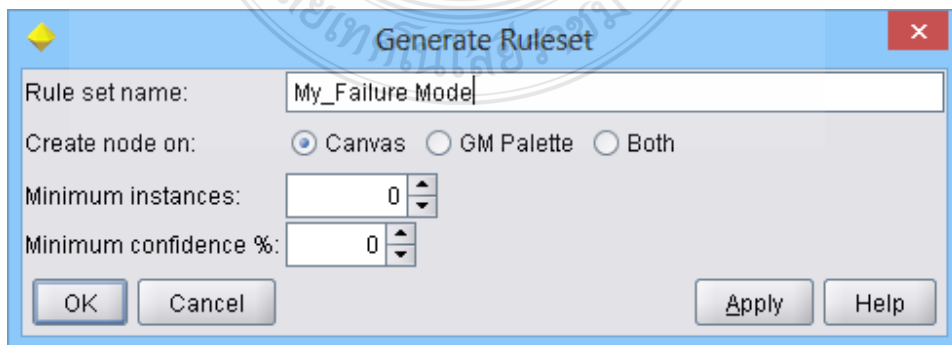 Generate Ruleset
Rule set name: My_Failure Mode
Create node on: Canvas GM Palette Both
Minimum instances: 0
Minimum confidence %: 0
OK Cancel Apply Help